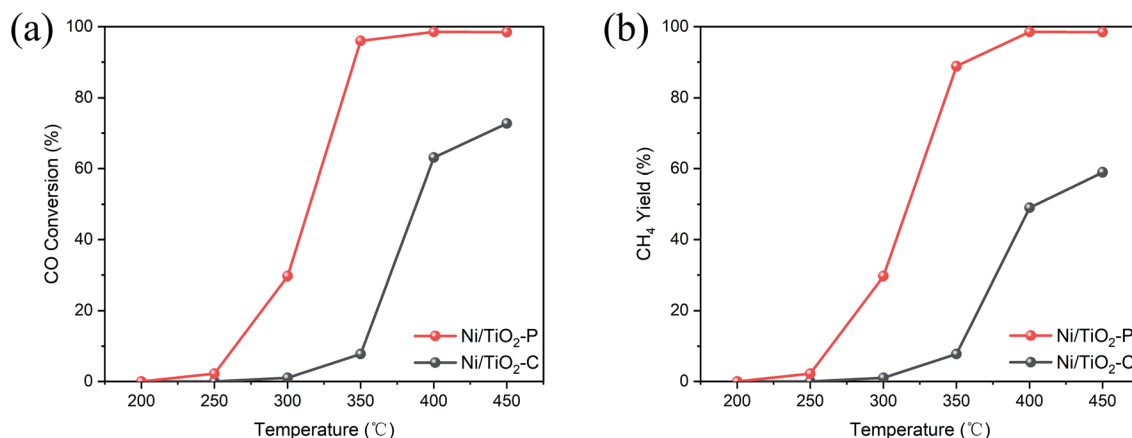 (a)
CO Conversion (%)
100
80
60
40
20
0
200 250 300 350 400 450
Temperature (℃)
Ni/TiO₂-P
Ni/TiO₂-C
(b)
CH₄ Yield (%)
100
80
60
40
20
0
200 250 300 350 400 450
Temperature (℃)
Ni/TiO₂-P
Ni/TiO₂-C